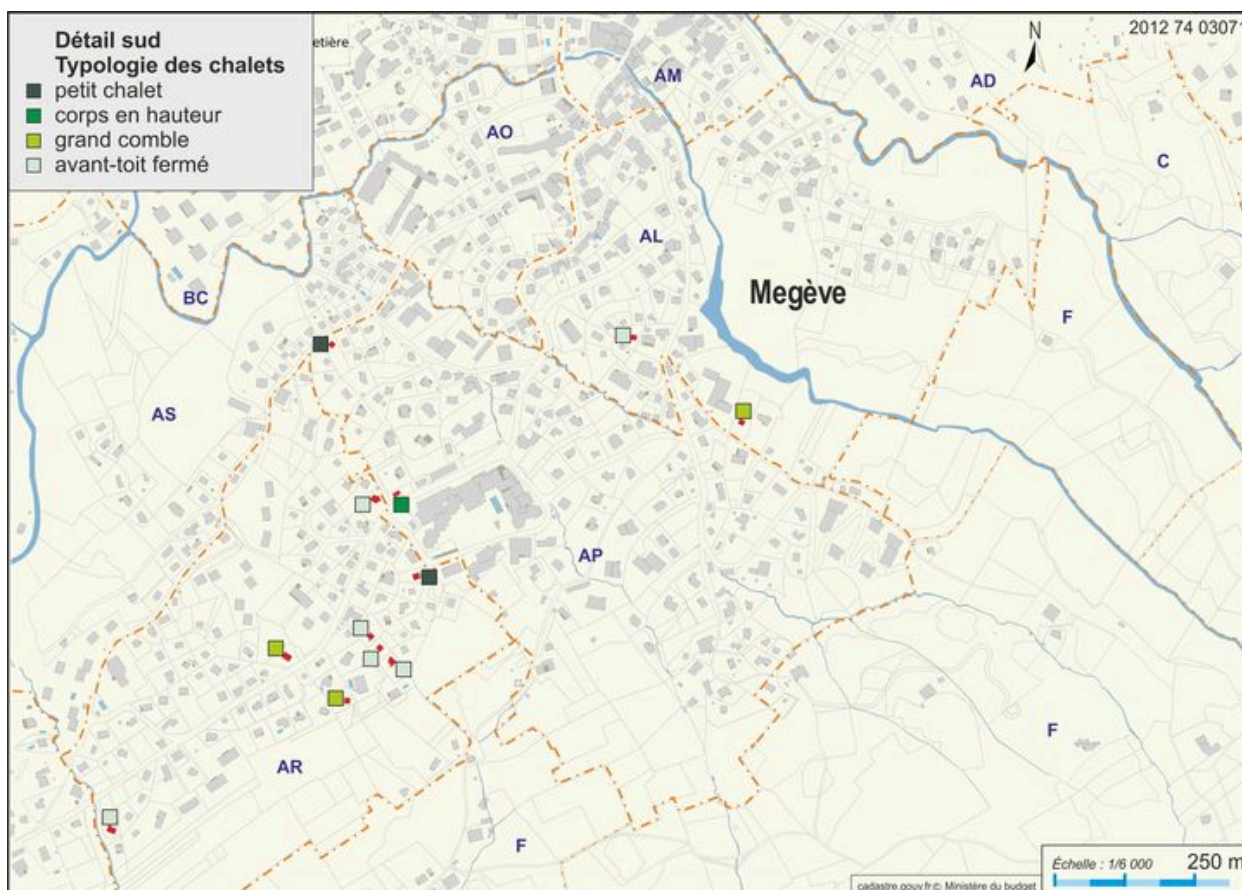 Détail sud
Typologie des chalets
petit chalet
corps en hauteur
grand comble
avant-toit fermé
etière
N
2012 74 03071
AM
AD
AO
C
AL
BC
Megève
F
AS
AP
AR
F
F
Échelle : 1/6 000
250 m
cadastre.gouv.fr © Ministère du budget